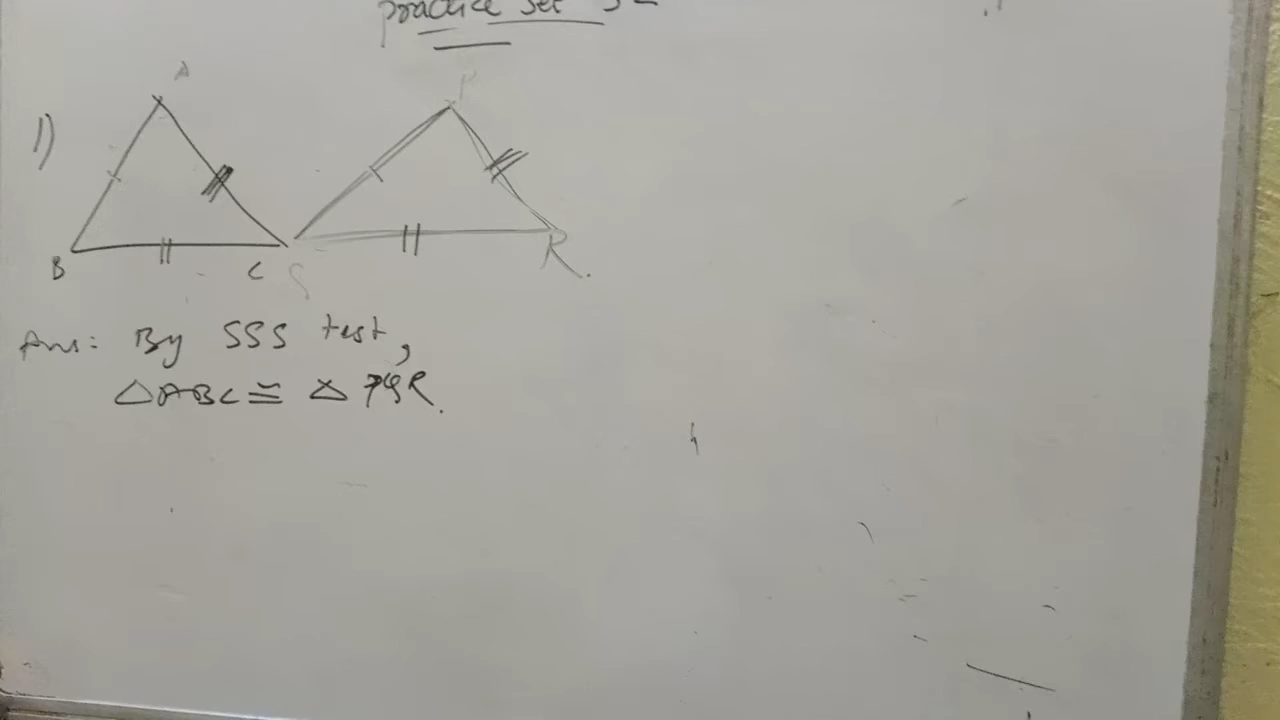 practice set
1)
A
B
C
P
R.
Ans: By SSS test,
△ABC ≅ △PQR.